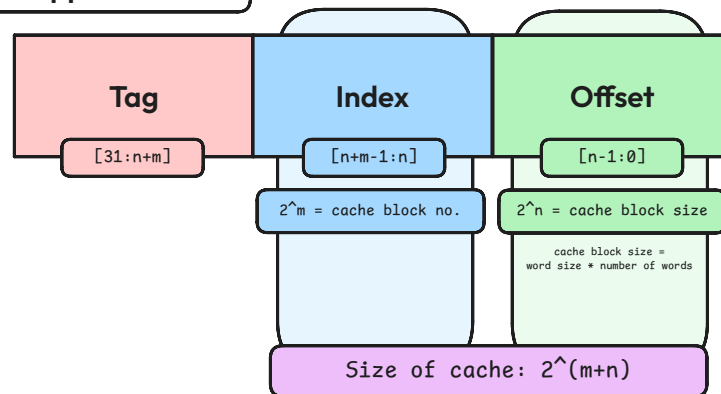 Tag
Index
Offset
[31:n+m]
[n+m-1:n]
[n-1:0]
2^m = cache block no.
2^n = cache block size
cache block size =
word size * number of words
Size of cache: 2^(m+n)